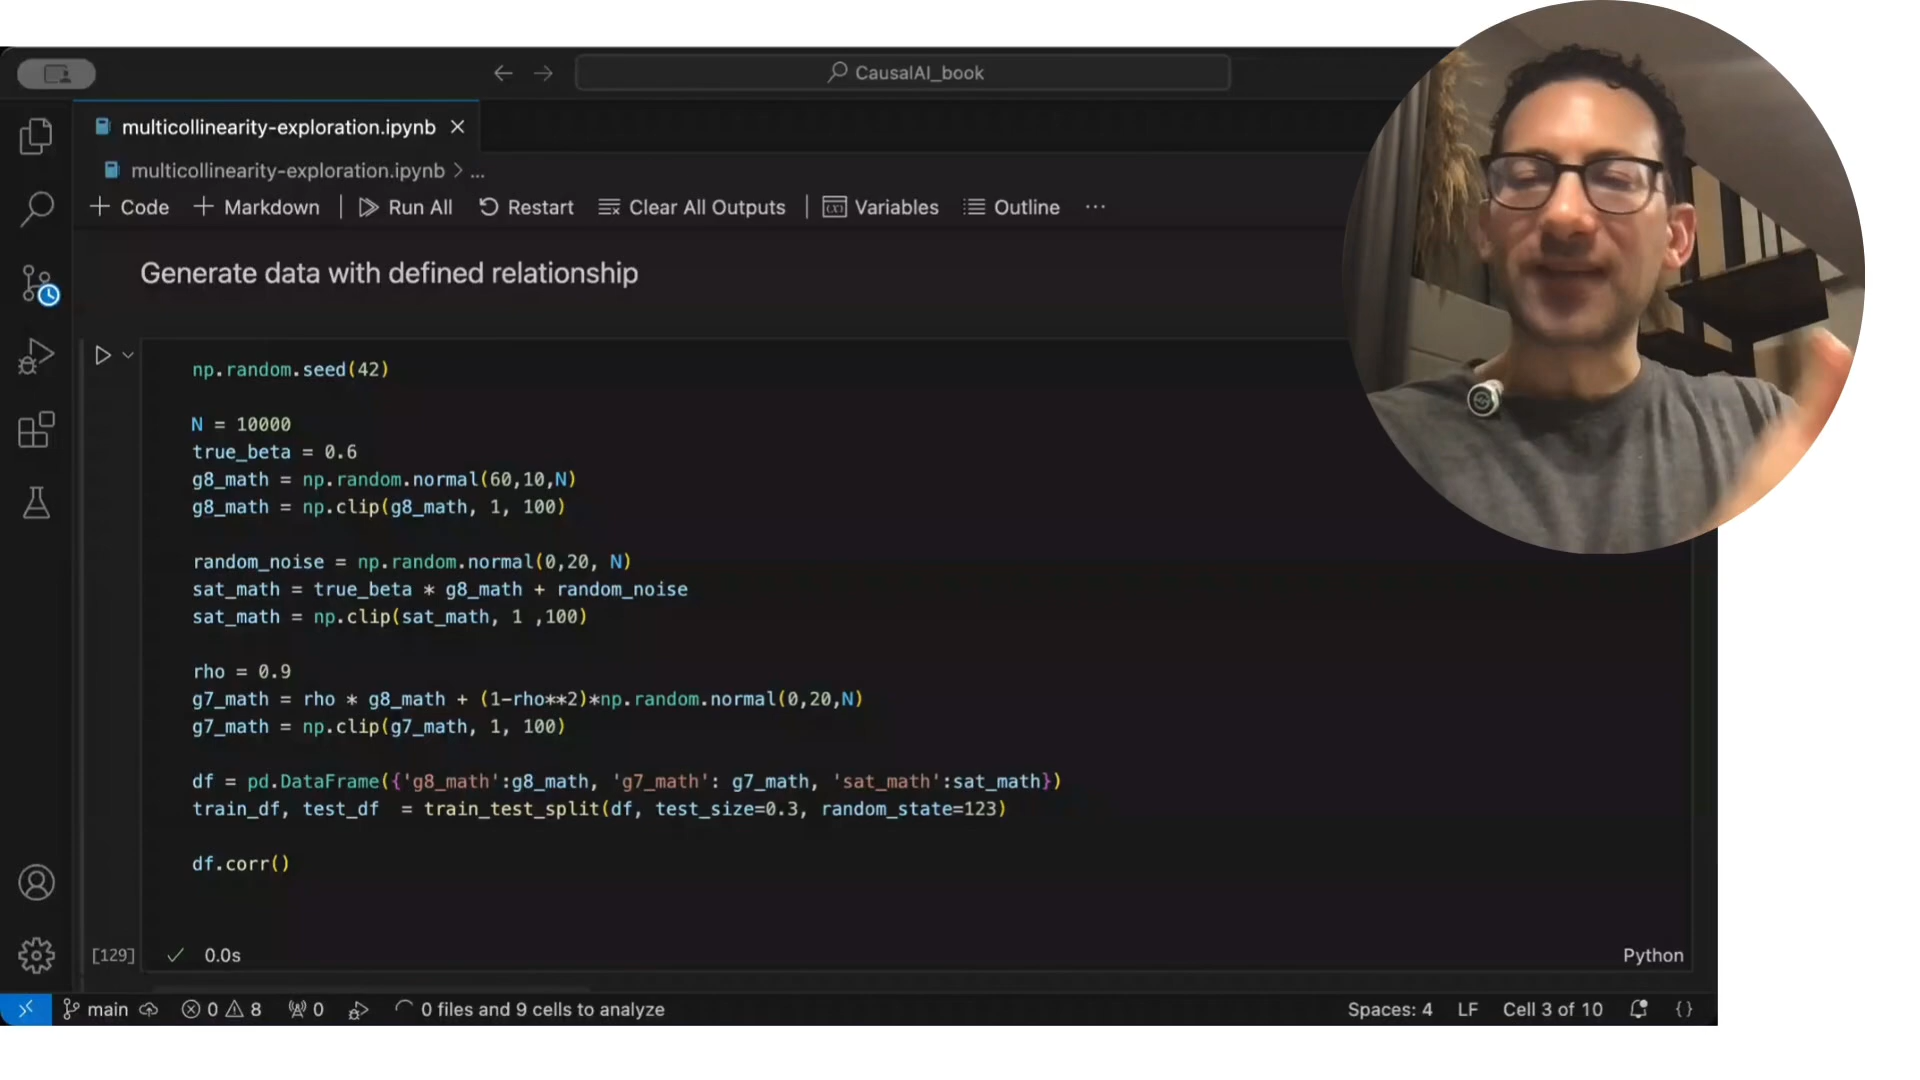 CausalAI_book
multicollinearity-exploration.ipynb
multicollinearity-exploration.ipynb > ...
+ Code + Markdown | Run All Restart Clear All Outputs | Variables Outline ...
Generate data with defined relationship
np.random.seed(42)
N = 10000
true_beta = 0.6
g8_math = np.random.normal(60,10,N)
g8_math = np.clip(g8_math, 1, 100)
random_noise = np.random.normal(0,20, N)
sat_math = true_beta * g8_math + random_noise
sat_math = np.clip(sat_math, 1 ,100)
rho = 0.9
g7_math = rho * g8_math + (1-rho**2)*np.random.normal(0,20,N)
g7_math = np.clip(g7_math, 1, 100)
df = pd.DataFrame({'g8_math':g8_math, 'g7_math': g7_math, 'sat_math':sat_math})
train_df, test_df  = train_test_split(df, test_size=0.3, random_state=123)
df.corr()
[129] 0.0s Python
main 0 8 0 0 files and 9 cells to analyze Spaces: 4 LF Cell 3 of 10 {}